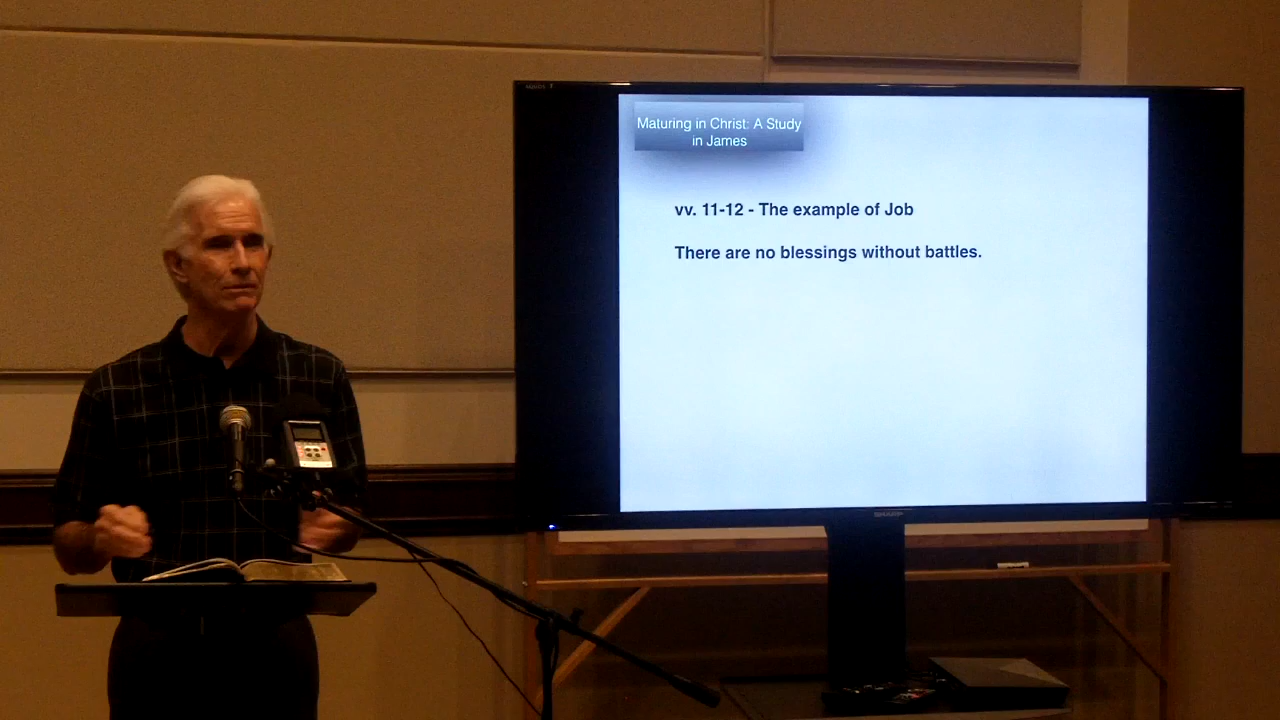 Maturing in Christ: A Study
in James
vv. 11-12 - The example of Job
There are no blessings without battles.
SHARP